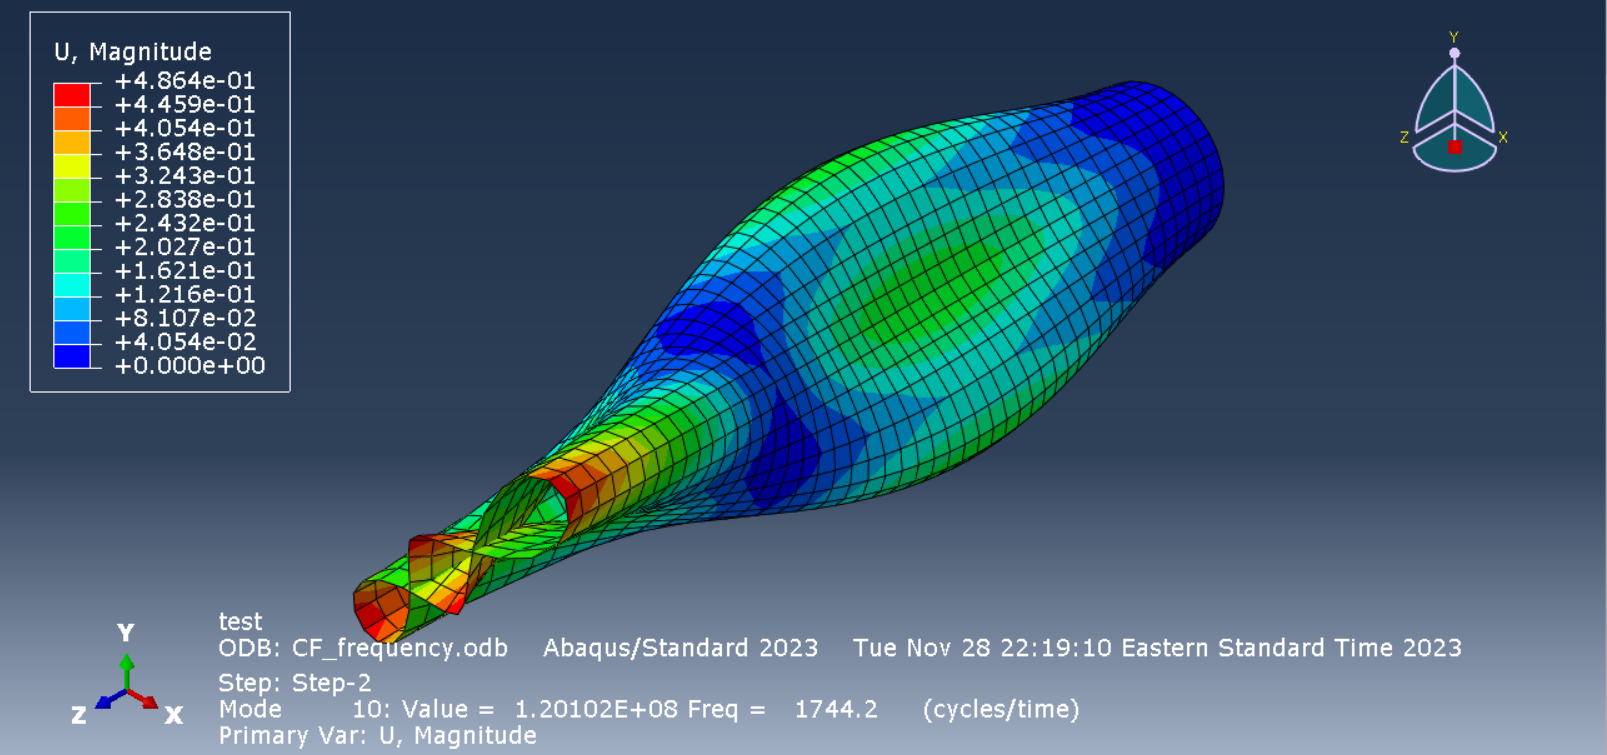 U, Magnitude
+4.864e-01
+4.459e-01
+4.054e-01
+3.648e-01
+3.243e-01
+2.838e-01
+2.432e-01
+2.027e-01
+1.621e-01
+1.216e-01
+8.107e-02
+4.054e-02
+0.000e+00
Y
Z X
Y
Z X
test
ODB: CF_frequency.odb Abaqus/Standard 2023 Tue Nov 28 22:19:10 Eastern Standard Time 2023
Step: Step-2
Mode 10: Value = 1.20102E+08 Freq = 1744.2 (cycles/time)
Primary Var: U, Magnitude